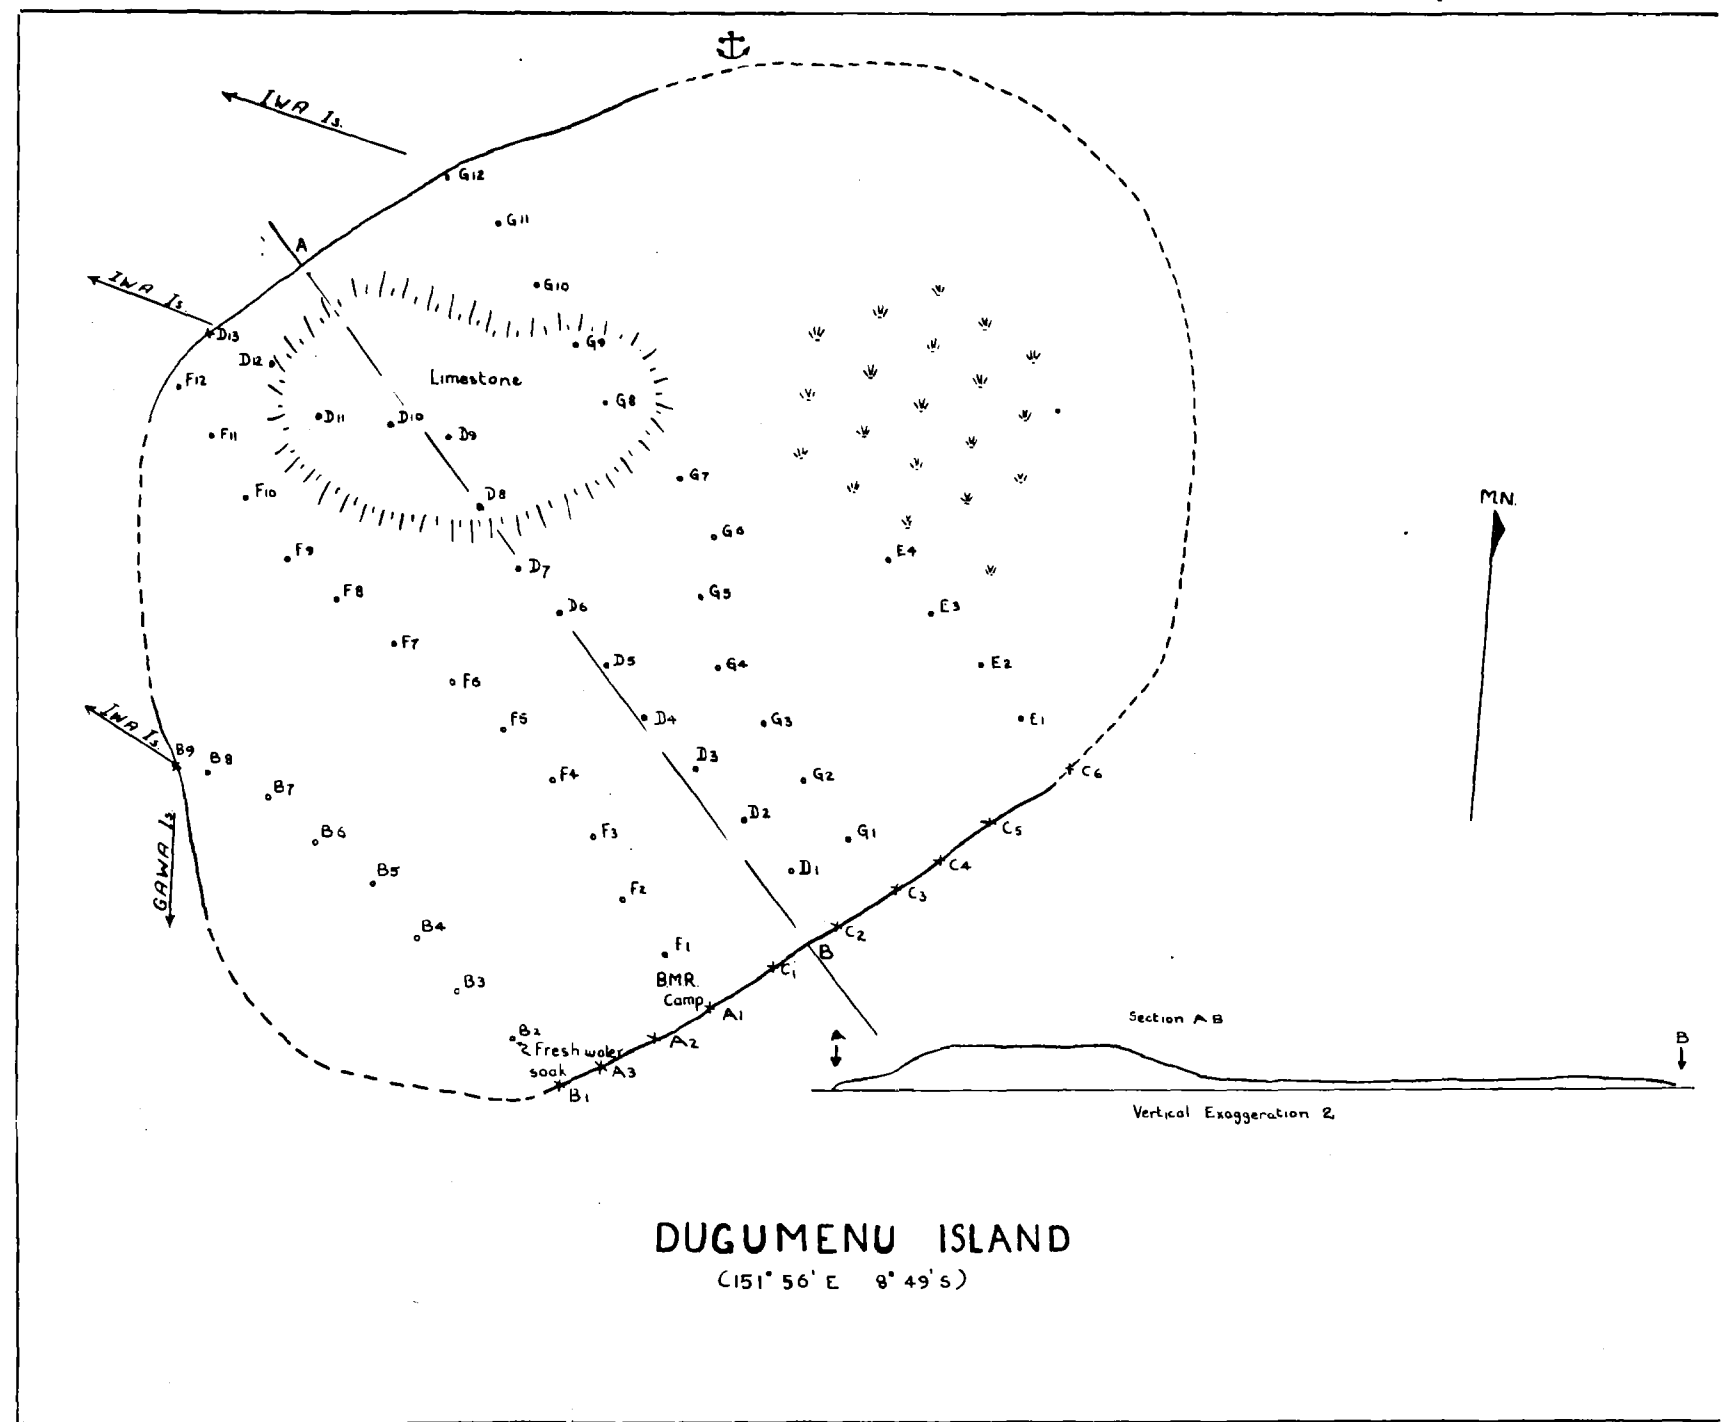 IWA Is.
G12
G11
A
IWA Is.
G10
D13
G9
D12
Limestone
F12
G8
D11
D10
D9
F11
G7
F10
D8
MN.
G6
F9
E4
D7
F8
G5
D6
E3
F7
D5
G4
E2
F6
IWA Is.
F5
D4
G3
E1
B9
B8
D3
G2
C6
F4
B7
GAWA Is
D2
G1
C5
B6
F3
D1
C4
B5
F2
C3
B4
C2
F1
B
C1
B.M.R.
Camp
B3
A1
Section A B
B2
A2
A
B
Fresh water
soak
A3
B1
Vertical Exaggeration 2
DUGUMENU ISLAND
(151° 56' E 8° 49' S)